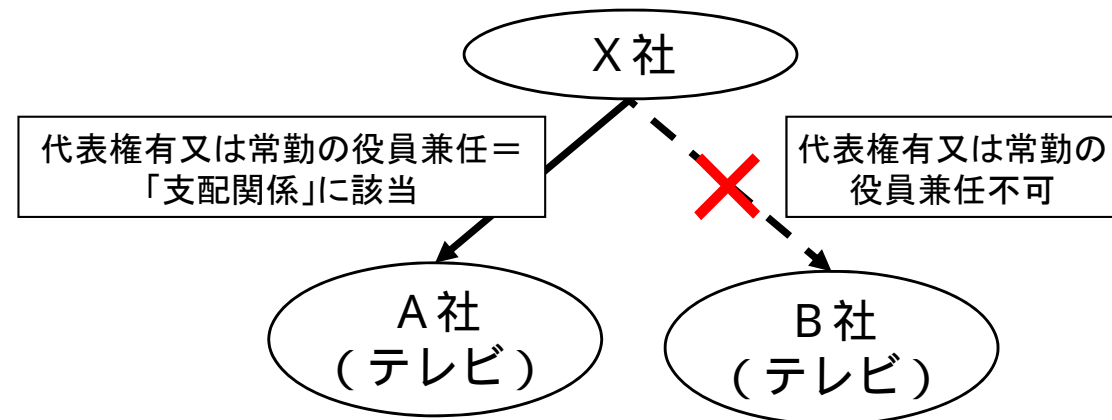 X社
代表権有又は常勤の役員兼任＝
「支配関係」に該当
代表権有又は常勤の
役員兼任不可
A社
(テレビ)
B社
(テレビ)